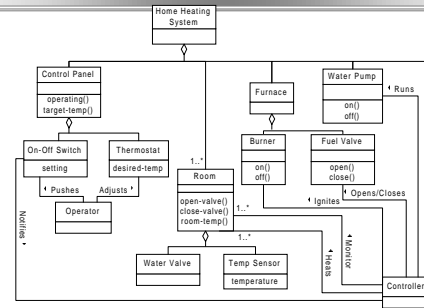 Home Heating
System
Control Panel
operating()
target-temp()
Furnace
Water Pump
on()
off()
Runs
On-Off Switch
setting
Thermostat
desired-temp
Burner
on()
off()
Fuel Valve
open()
close()
Pushes
Adjusts
Operator
1..*
Room
open-valve()
close-valve()
room-temp()
1..*
Opens/Closes
Ignites
Notifies
1..*
Monitor
Heats
Water Valve
Temp Sensor
temperature
Controller